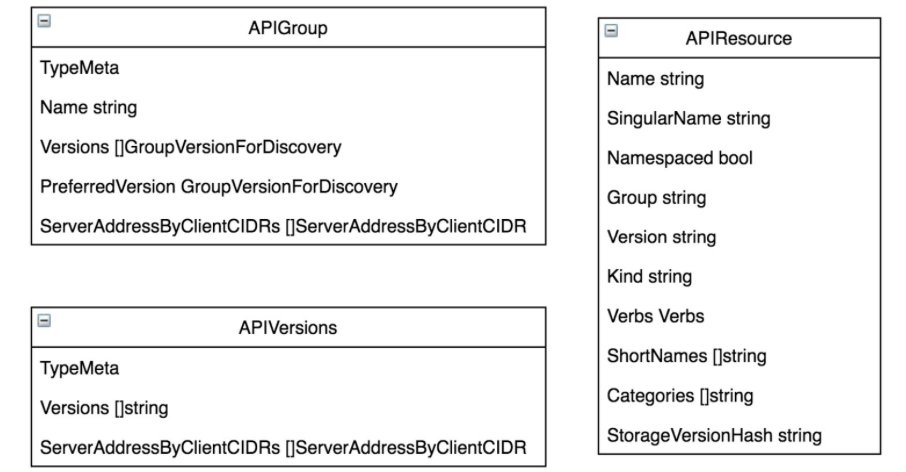 APIGroup
TypeMeta
Name string
Versions []GroupVersionForDiscovery
PreferredVersion GroupVersionForDiscovery
ServerAddressByClientCIDRs []ServerAddressByClientCIDR
APIVersions
TypeMeta
Versions []string
ServerAddressByClientCIDRs []ServerAddressByClientCIDR
APIResource
Name string
SingularName string
Namespaced bool
Group string
Version string
Kind string
Verbs Verbs
ShortNames []string
Categories []string
StorageVersionHash string